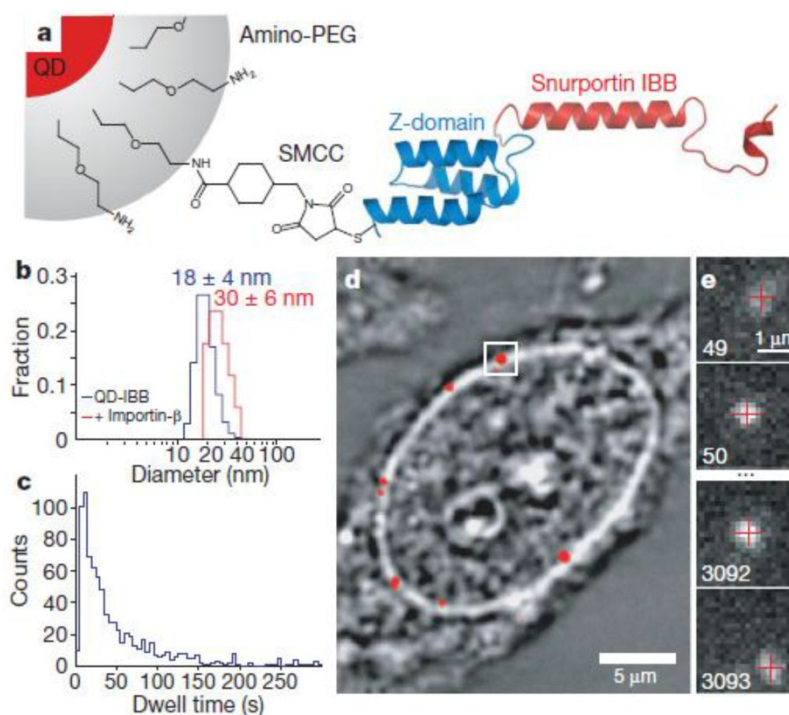 a
QD
Amino-PEG
O
O
NH₂
O
NH
O
SMCC
N
O
O
S
O
NH₂
Z-domain
Snurportin IBB
b
0.3
18 ± 4 nm
30 ± 6 nm
0.2
Fraction
0.1
QD-IBB
+ Importin-β
0
10 20 40 100
Diameter (nm)
c
100
80
60
Counts
40
20
0
0 50 100 150 200 250
Dwell time (s)
d
5 μm
e
49
1 μm
50
...
3092
3093